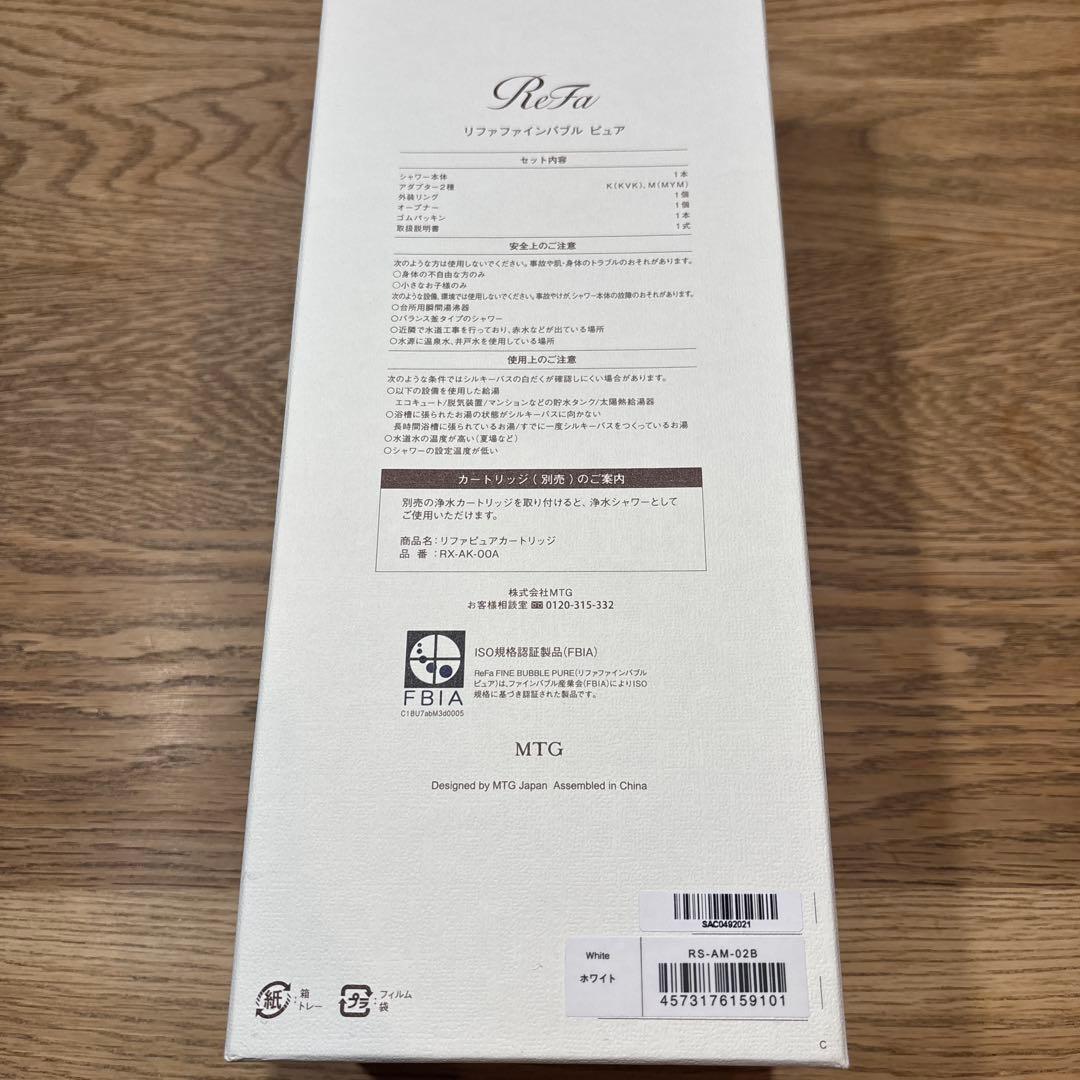 ReFa
リファファインバブル ピュア
セット内容
シャワー本体 1本
アダプター2種 K(KVK)、M(MYM)
外装リング 1個
オープナー 1個
ゴムパッキン 1本
取扱説明書 1式
安全上のご注意
次のような方は使用しないでください。事故や肌・身体のトラブルのおそれがあります。
○身体の不自由な方のみ
○小さなお子様のみ
次のような設備、環境では使用しないでください。事故やけが、シャワー本体の故障のおそれがあります。
○台所用瞬間湯沸器
○バランス釜タイプのシャワー
○近隣で水道工事を行っており、赤水などが出ている場所
○水源に温泉水、井戸水を使用している場所
使用上のご注意
次のような条件ではシルキーバスの白だくが確認しにくい場合があります。
○以下の設備を使用した給湯
エコキュート/脱気装置/マンションなどの貯水タンク/太陽熱給湯器
○浴槽に張られたお湯の状態がシルキーバスに向かない
長時間浴槽に張られているお湯/すでに一度シルキーバスをつくっているお湯
○水道水の温度が高い(夏場など)
○シャワーの設定温度が低い
カートリッジ(別売)のご案内
別売の浄水カートリッジを取り付けると、浄水シャワーとして
ご使用いただけます。
商品名:リファピュアカートリッジ
品 番:RX-AK-00A
株式会社MTG
お客様相談室 0120-315-332
FBIA
C1BU7abM3d0005
ISO規格認証製品(FBIA)
ReFa FINE BUBBLE PURE(リファファインバブル
ピュア)は、ファインバブル産業会(FBIA)によりISO
規格に基づき認証された製品です。
MTG
Designed by MTG Japan Assembled in China
SAC0492021
White
ホワイト
RS-AM-02B
4573176159101
紙:箱
トレー
プラ:フィルム
袋
C